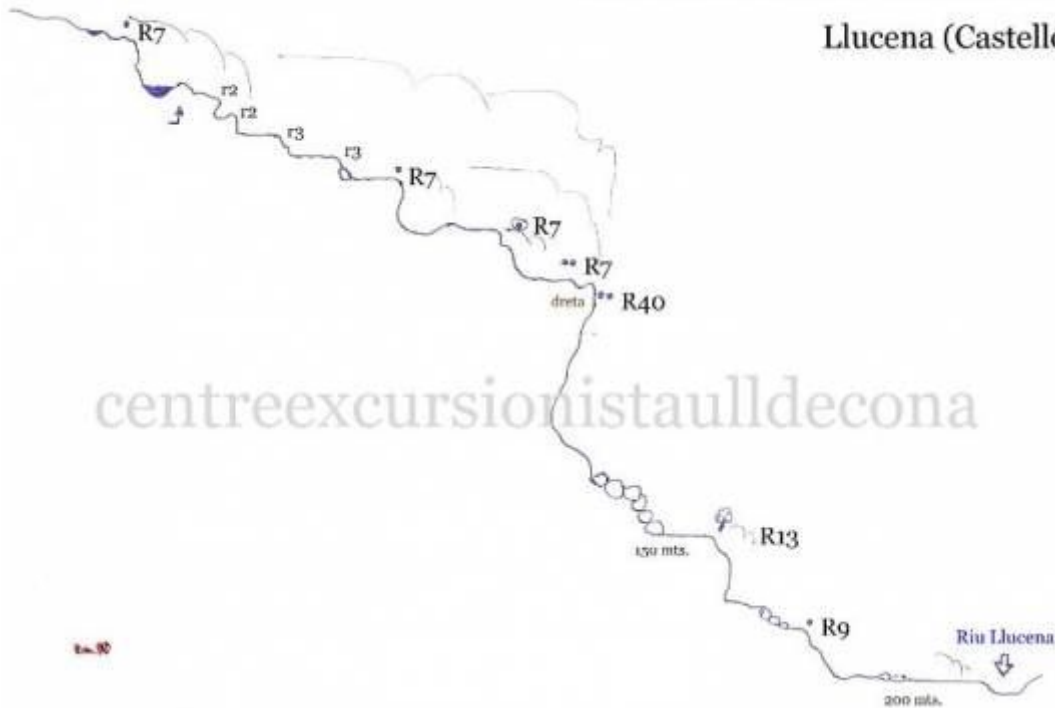 Llucena (Castelló
R7
r2
r2
r3
r3
R7
R7
R7
dreta
R40
centreexcursionistaulldecona
R13
150 mts.
R9
Riu Llucena
200 mts.